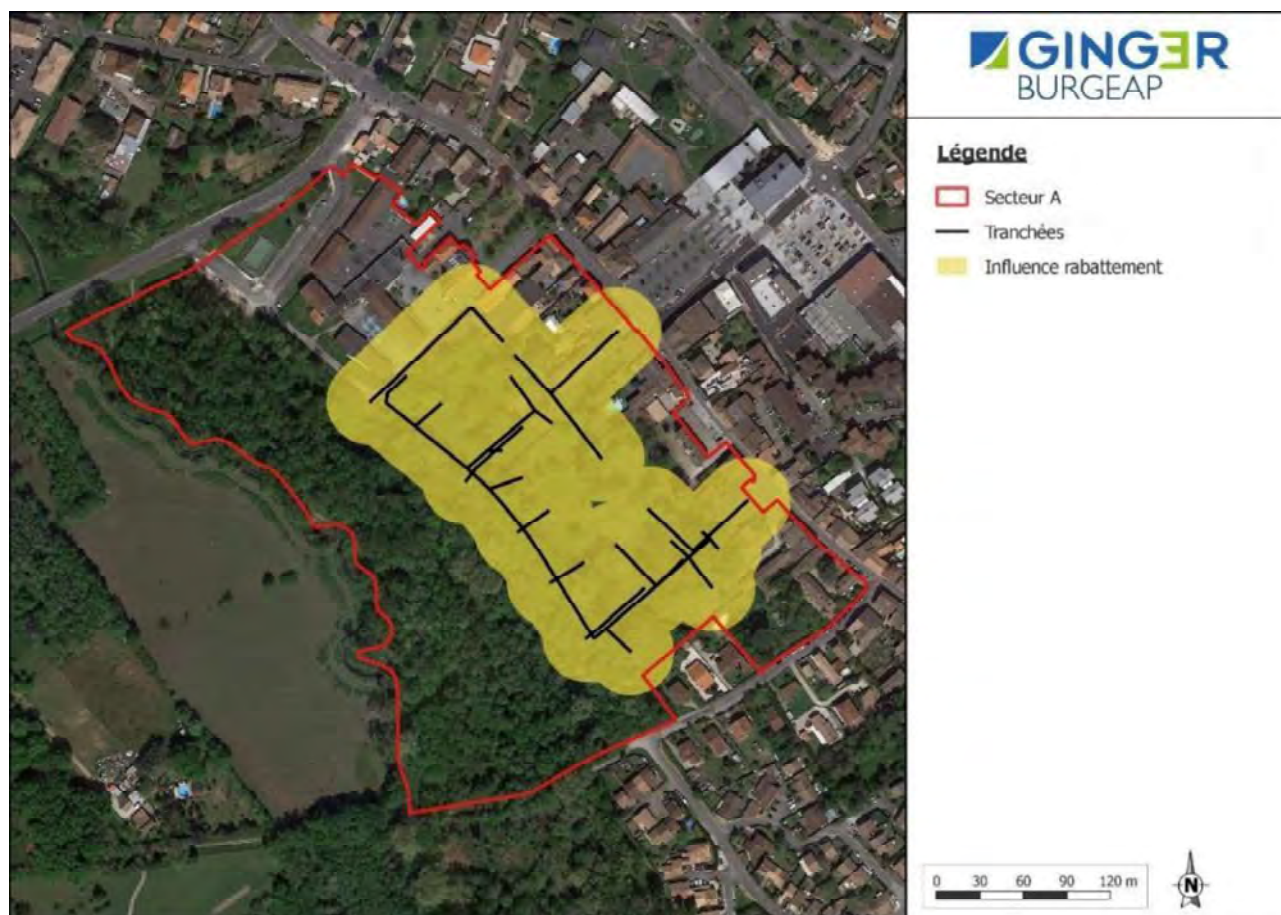 GINGER
BURGEAP
Légende
Secteur A
Tranchées
Influence rabattement
0 30 60 90 120 m
N